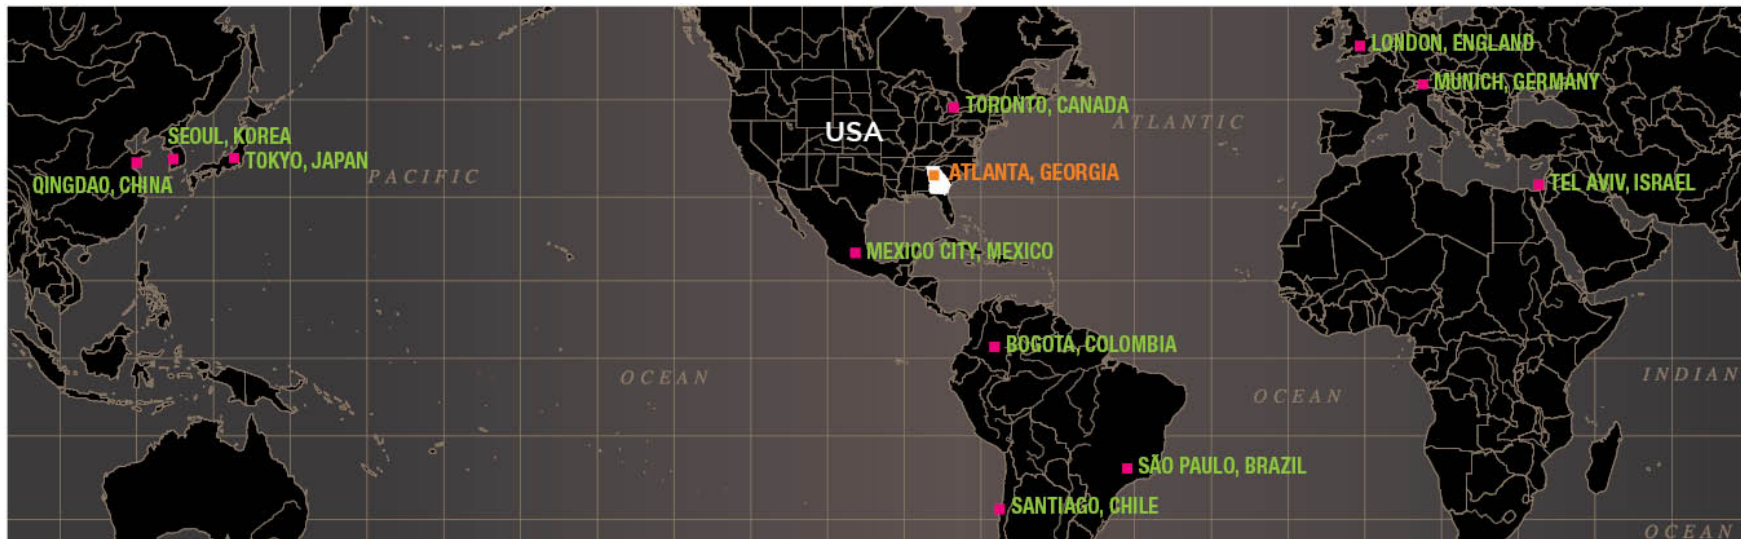 LONDON, ENGLAND
MUNICH, GERMANY
TORONTO, CANADA
ATLANTIC
USA
SEOUL, KOREA
TOKYO, JAPAN
ATLANTA, GEORGIA
PACIFIC
QINGDAO, CHINA
TEL AVIV, ISRAEL
MEXICO CITY, MEXICO
BOGOTÁ, COLOMBIA
OCEAN
INDIAN
OCEAN
SÃO PAULO, BRAZIL
SANTIAGO, CHILE
OCEAN